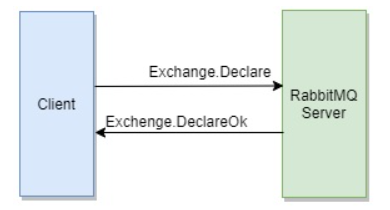 Exchange.Declare
Client
RabbitMQ
Server
Exchenge.DeclareOk